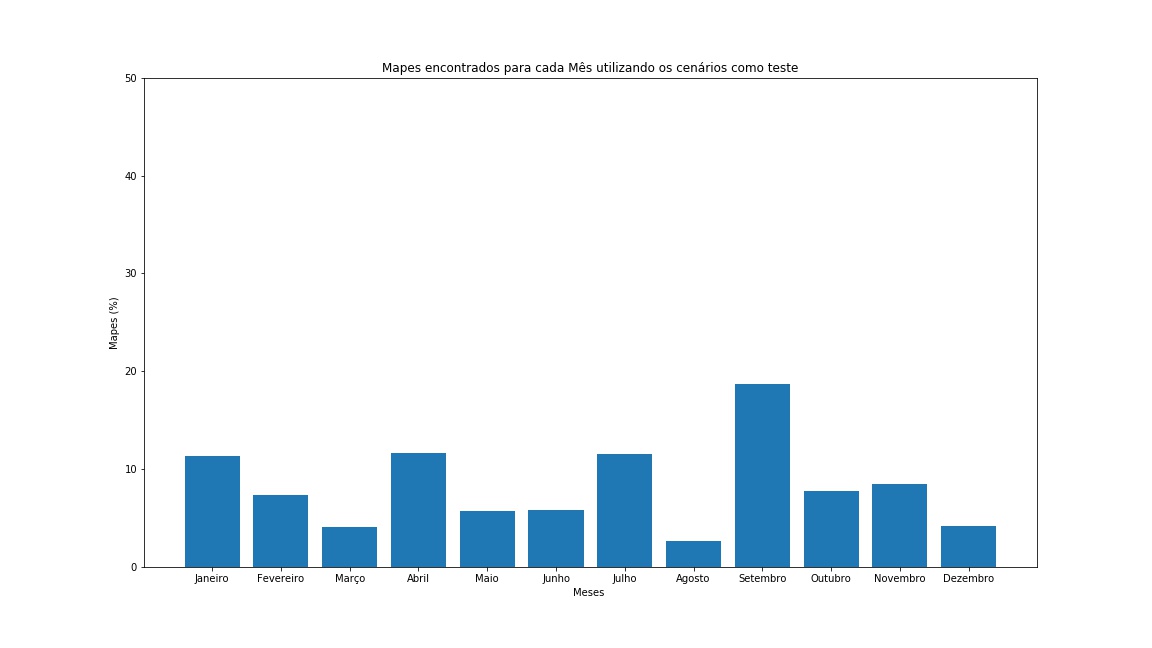 Mapes encontrados para cada Mês utilizando os cenários como teste
50
40
30
20
10
0
Mapes (%)
Janeiro Fevereiro Março Abril Maio Junho Julho Agosto Setembro Outubro Novembro Dezembro
Meses